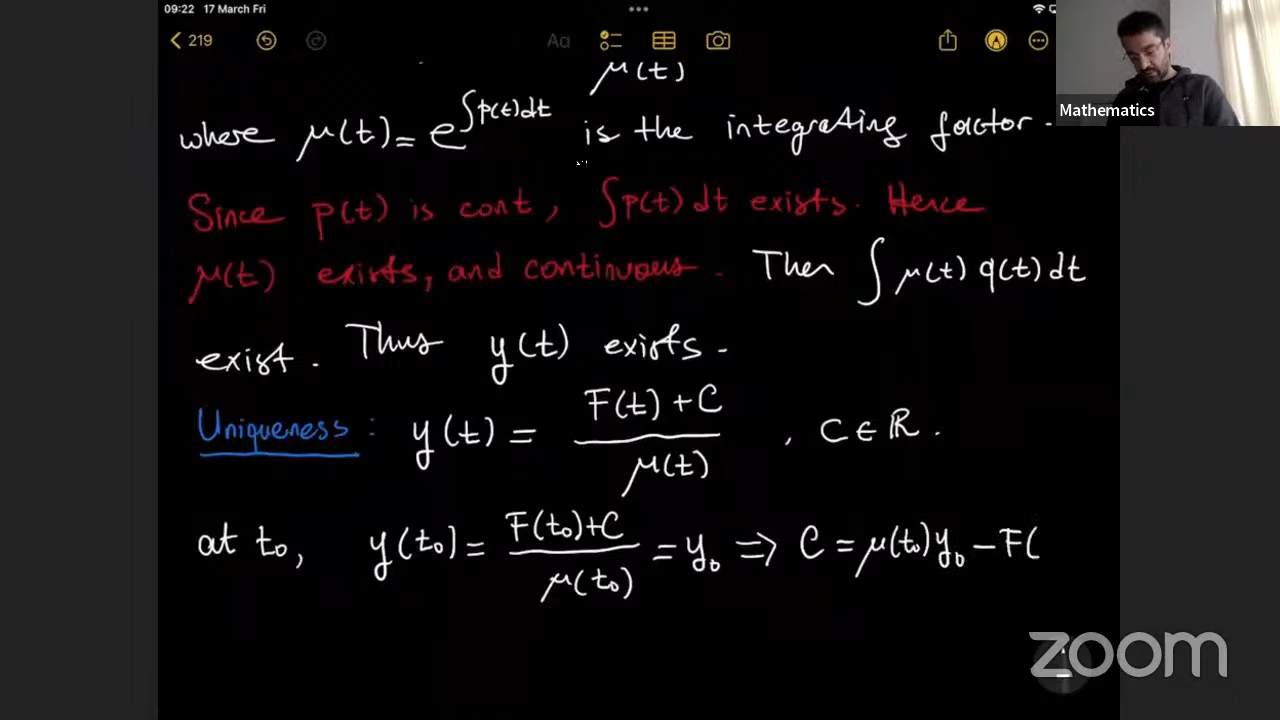 09:22 17 March Fri
219
Aa
Mathematics
μ(t)
where μ(t) = e^∫p(t)dt is the integrating factor.
Since p(t) is cont, ∫p(t)dt exists. Hence
μ(t) exists, and continuous. Then ∫ μ(t) q(t) dt
exist. Thus y(t) exists.
Uniqueness: y(t) = (F(t) + C) / μ(t) , C ∈ ℝ.
at t₀, y(t₀) = (F(t₀)+C) / μ(t₀) = y₀ ⇒ C = μ(t₀)y₀ − F(
zoom